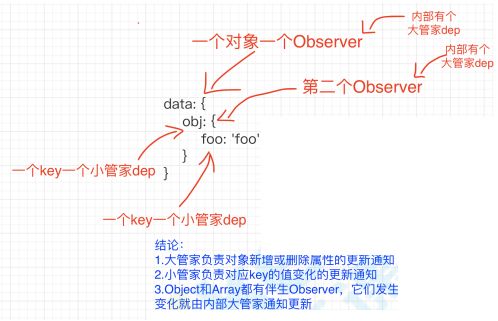 内部有个
大管家dep
一个对象一个Observer
内部有个
大管家dep
第二个Observer
data: {
obj: {
foo: 'foo'
}
}
一个key一个小管家dep
一个key一个小管家dep
结论：
1.大管家负责对象新增或删除属性的更新通知
2.小管家负责对应key的值变化的更新通知
3.Object和Array都有伴生Observer，它们发生
变化就由内部大管家通知更新